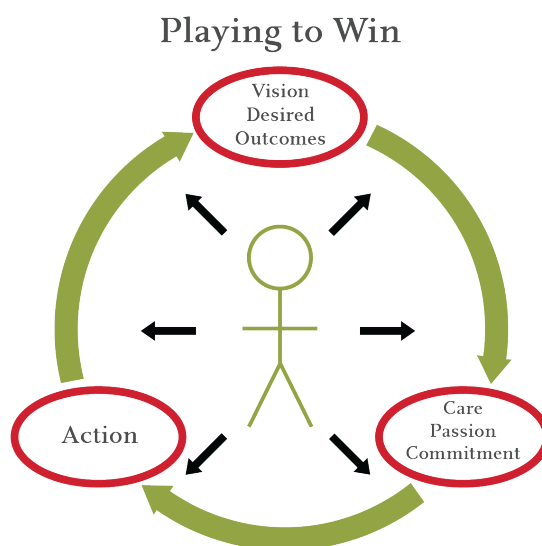 Playing to Win
Vision
Desired
Outcomes
Action
Care
Passion
Commitment